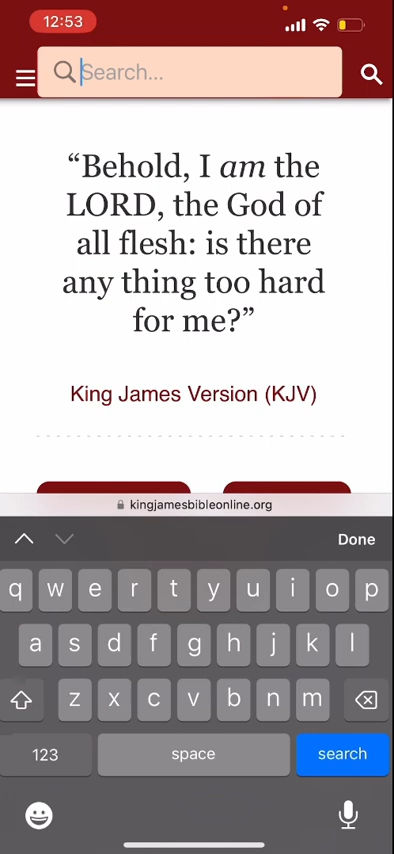 12:53
Search...
“Behold, I am the
LORD, the God of
all flesh: is there
any thing too hard
for me?”
King James Version (KJV)
kingjamesbibleonline.org
Done
q w e r t y u i o p
a s d f g h j k l
z x c v b n m
123 space search